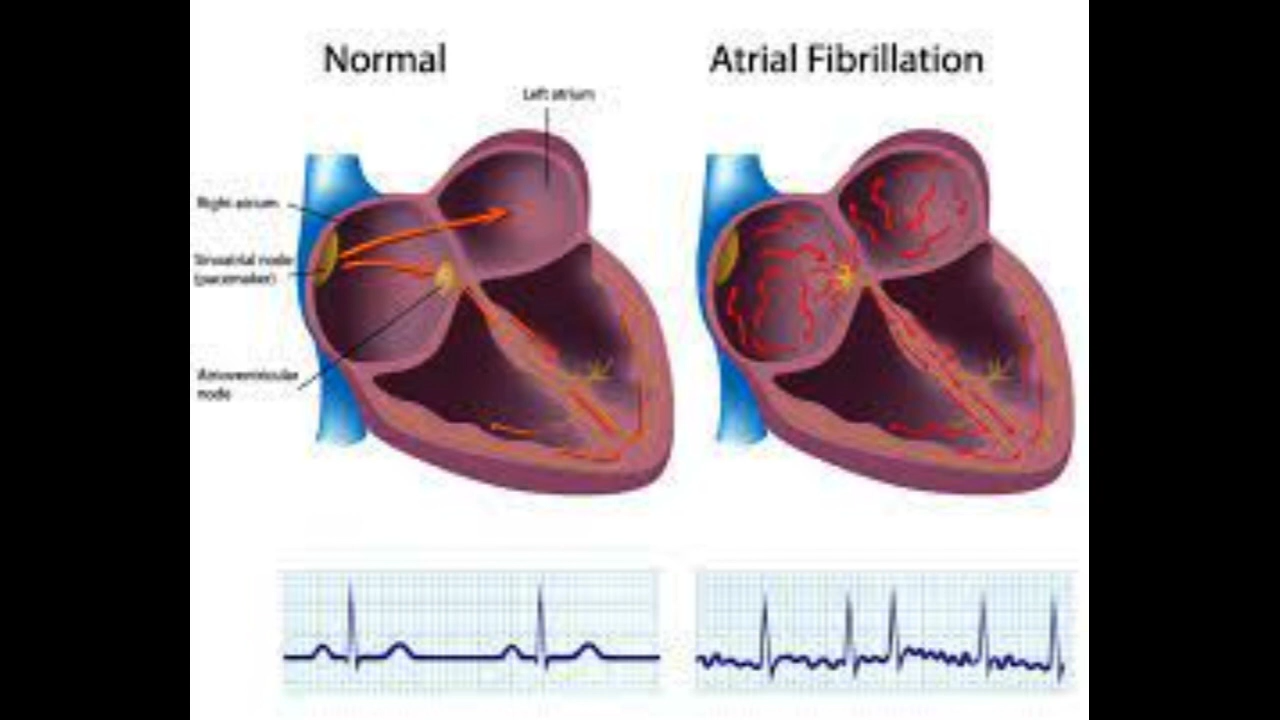 Normal
Atrial Fibrillation
Left atrium
Right atrium
Sinoatrial node
(pacemaker)
Atrioventricular
node